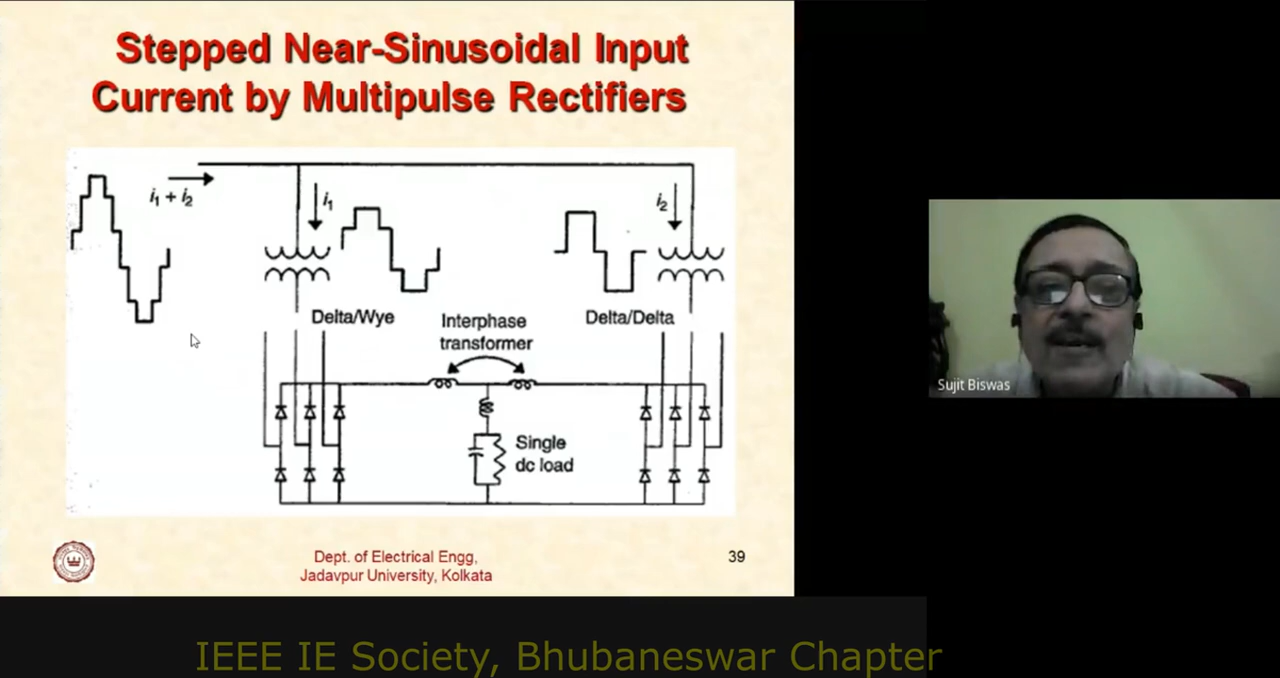 Stepped Near-Sinusoidal Input
Current by Multipulse Rectifiers
i₁ + i₂
i₁
i₂
Delta/Wye
Interphase
transformer
Delta/Delta
Single
dc load
Dept. of Electrical Engg,
Jadavpur University, Kolkata
39
Sujit Biswas
IEEE IE Society, Bhubaneswar Chapter